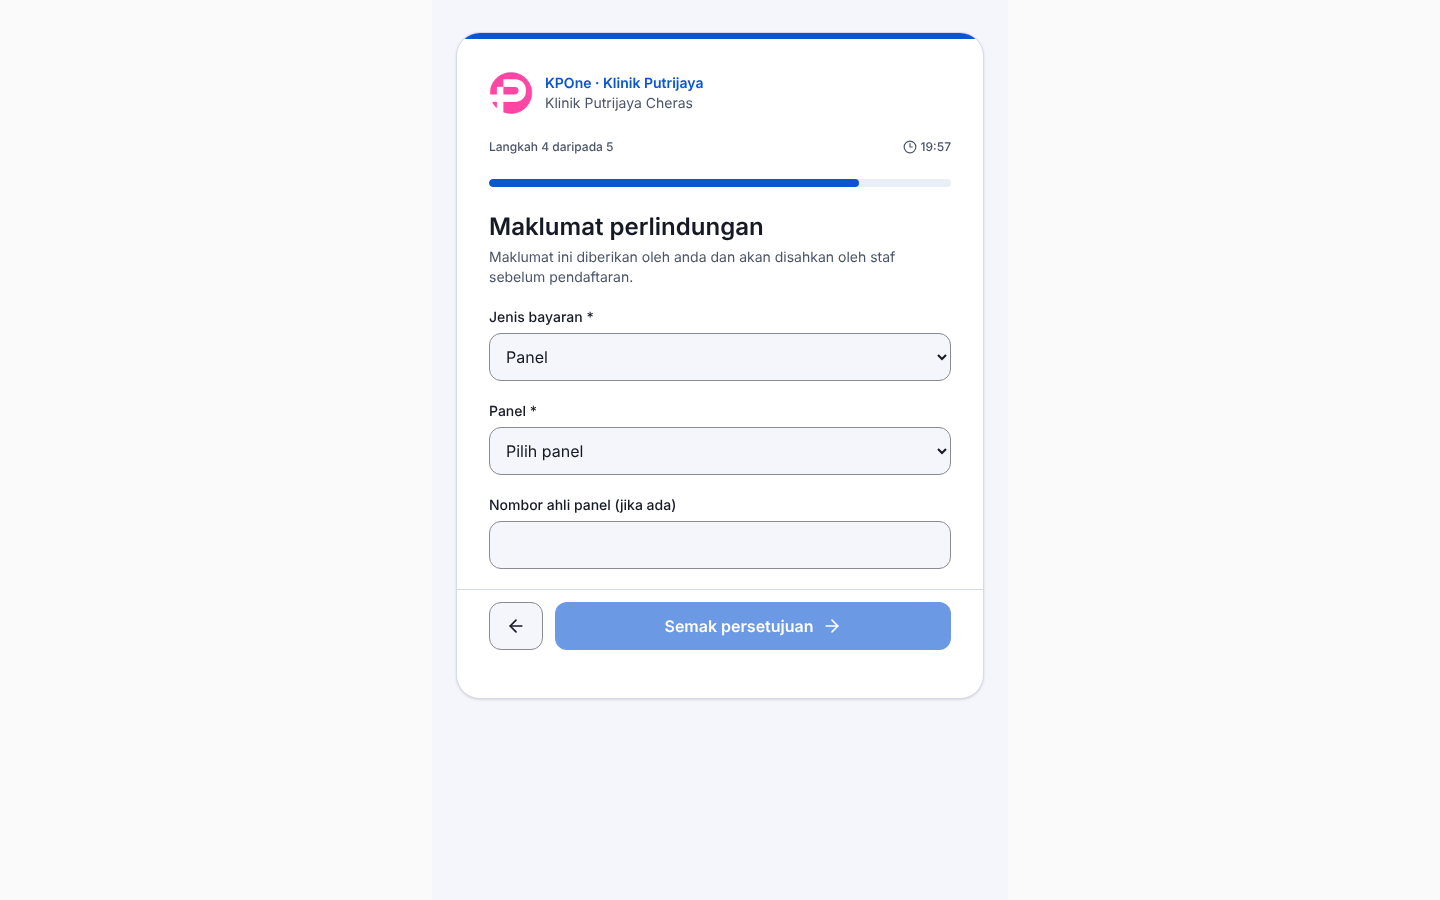 KPOne · Klinik Putrijaya
Klinik Putrijaya Cheras
Langkah 4 daripada 5
19:57
Maklumat perlindungan
Maklumat ini diberikan oleh anda dan akan disahkan oleh staf
sebelum pendaftaran.
Jenis bayaran *
Panel
Panel *
Pilih panel
Nombor ahli panel (jika ada)
Semak persetujuan